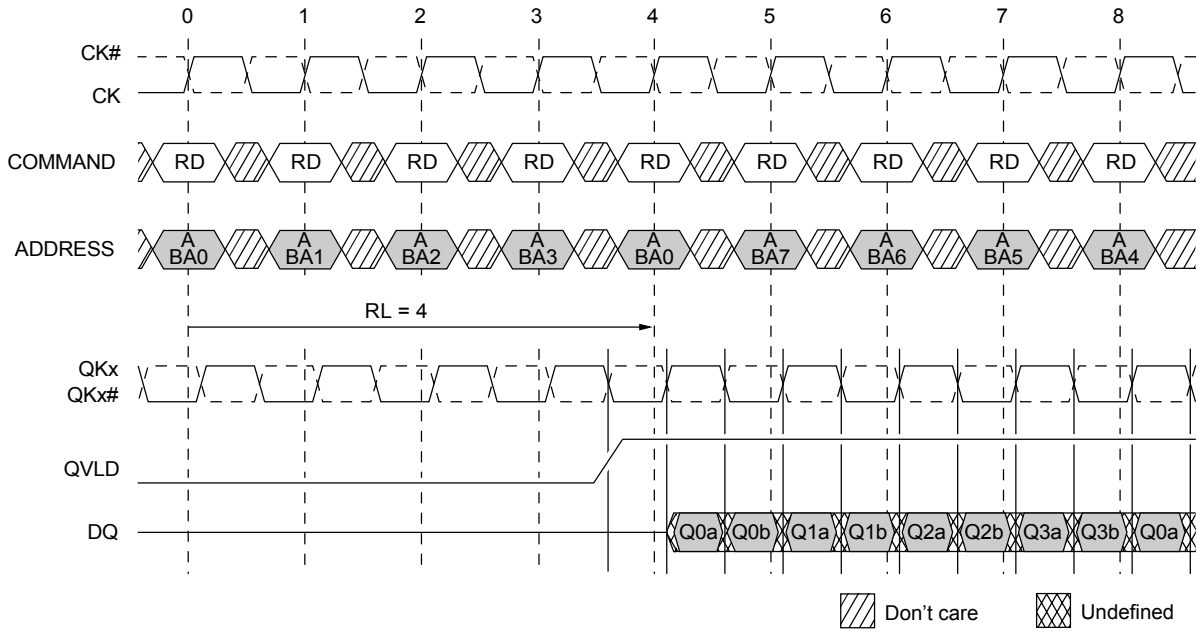 0 1 2 3 4 5 6 7 8
CK#
CK
COMMAND RD RD RD RD RD RD RD RD RD
ADDRESS A BA0 A BA1 A BA2 A BA3 A BA0 A BA7 A BA6 A BA5 A BA4
RL = 4
QKx
QKx#
QVLD
DQ Q0a Q0b Q1a Q1b Q2a Q2b Q3a Q3b Q0a
Don't care Undefined